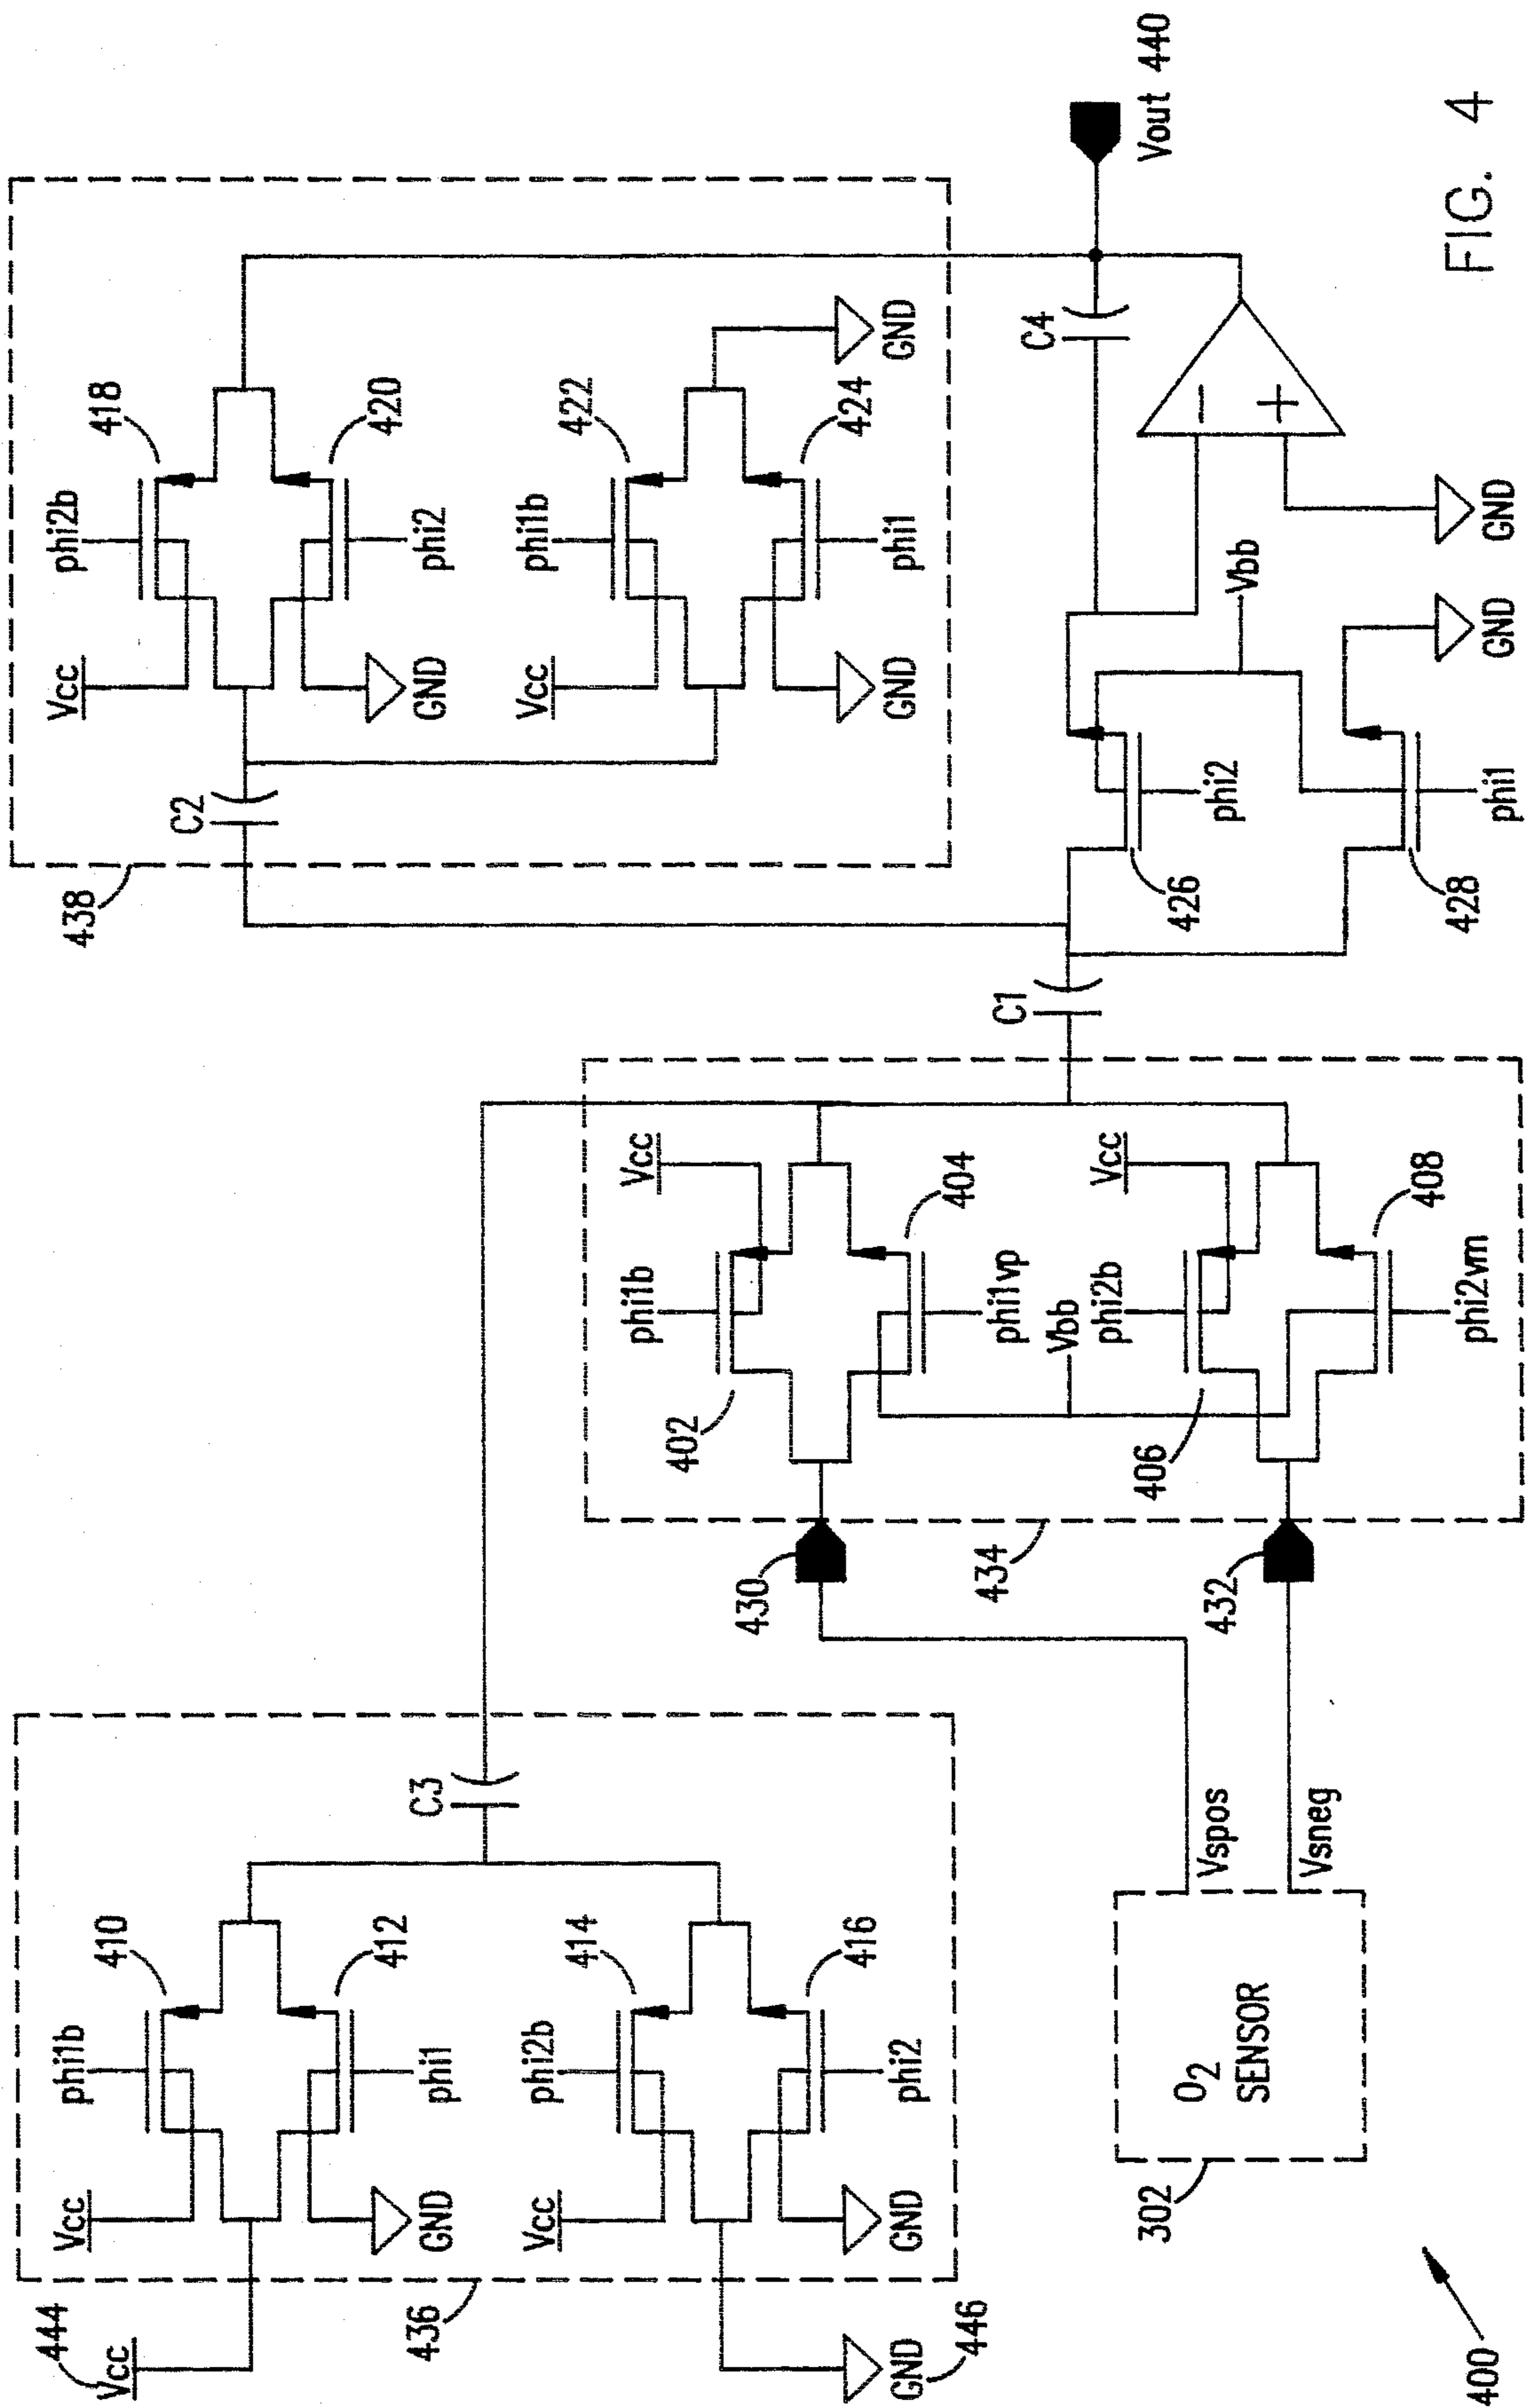 444
Vcc
Vcc
phi1b
410
GND
phi1
412
Vcc
phi2b
414
GND
phi2
416
GND
446
436
C3
438
C2
Vcc
phi2b
418
GND
phi2
420
Vcc
phi1b
422
GND
phi1
424
GND
430
432
434
402
phi1b
Vcc
404
phi1vp
Vbb
406
phi2b
Vcc
408
phi2vm
C1
426
phi2
Vbb
428
phi1
GND
GND
C4
−
+
Vout 440
302
O2
SENSOR
Vspos
Vsneg
400
FIG. 4